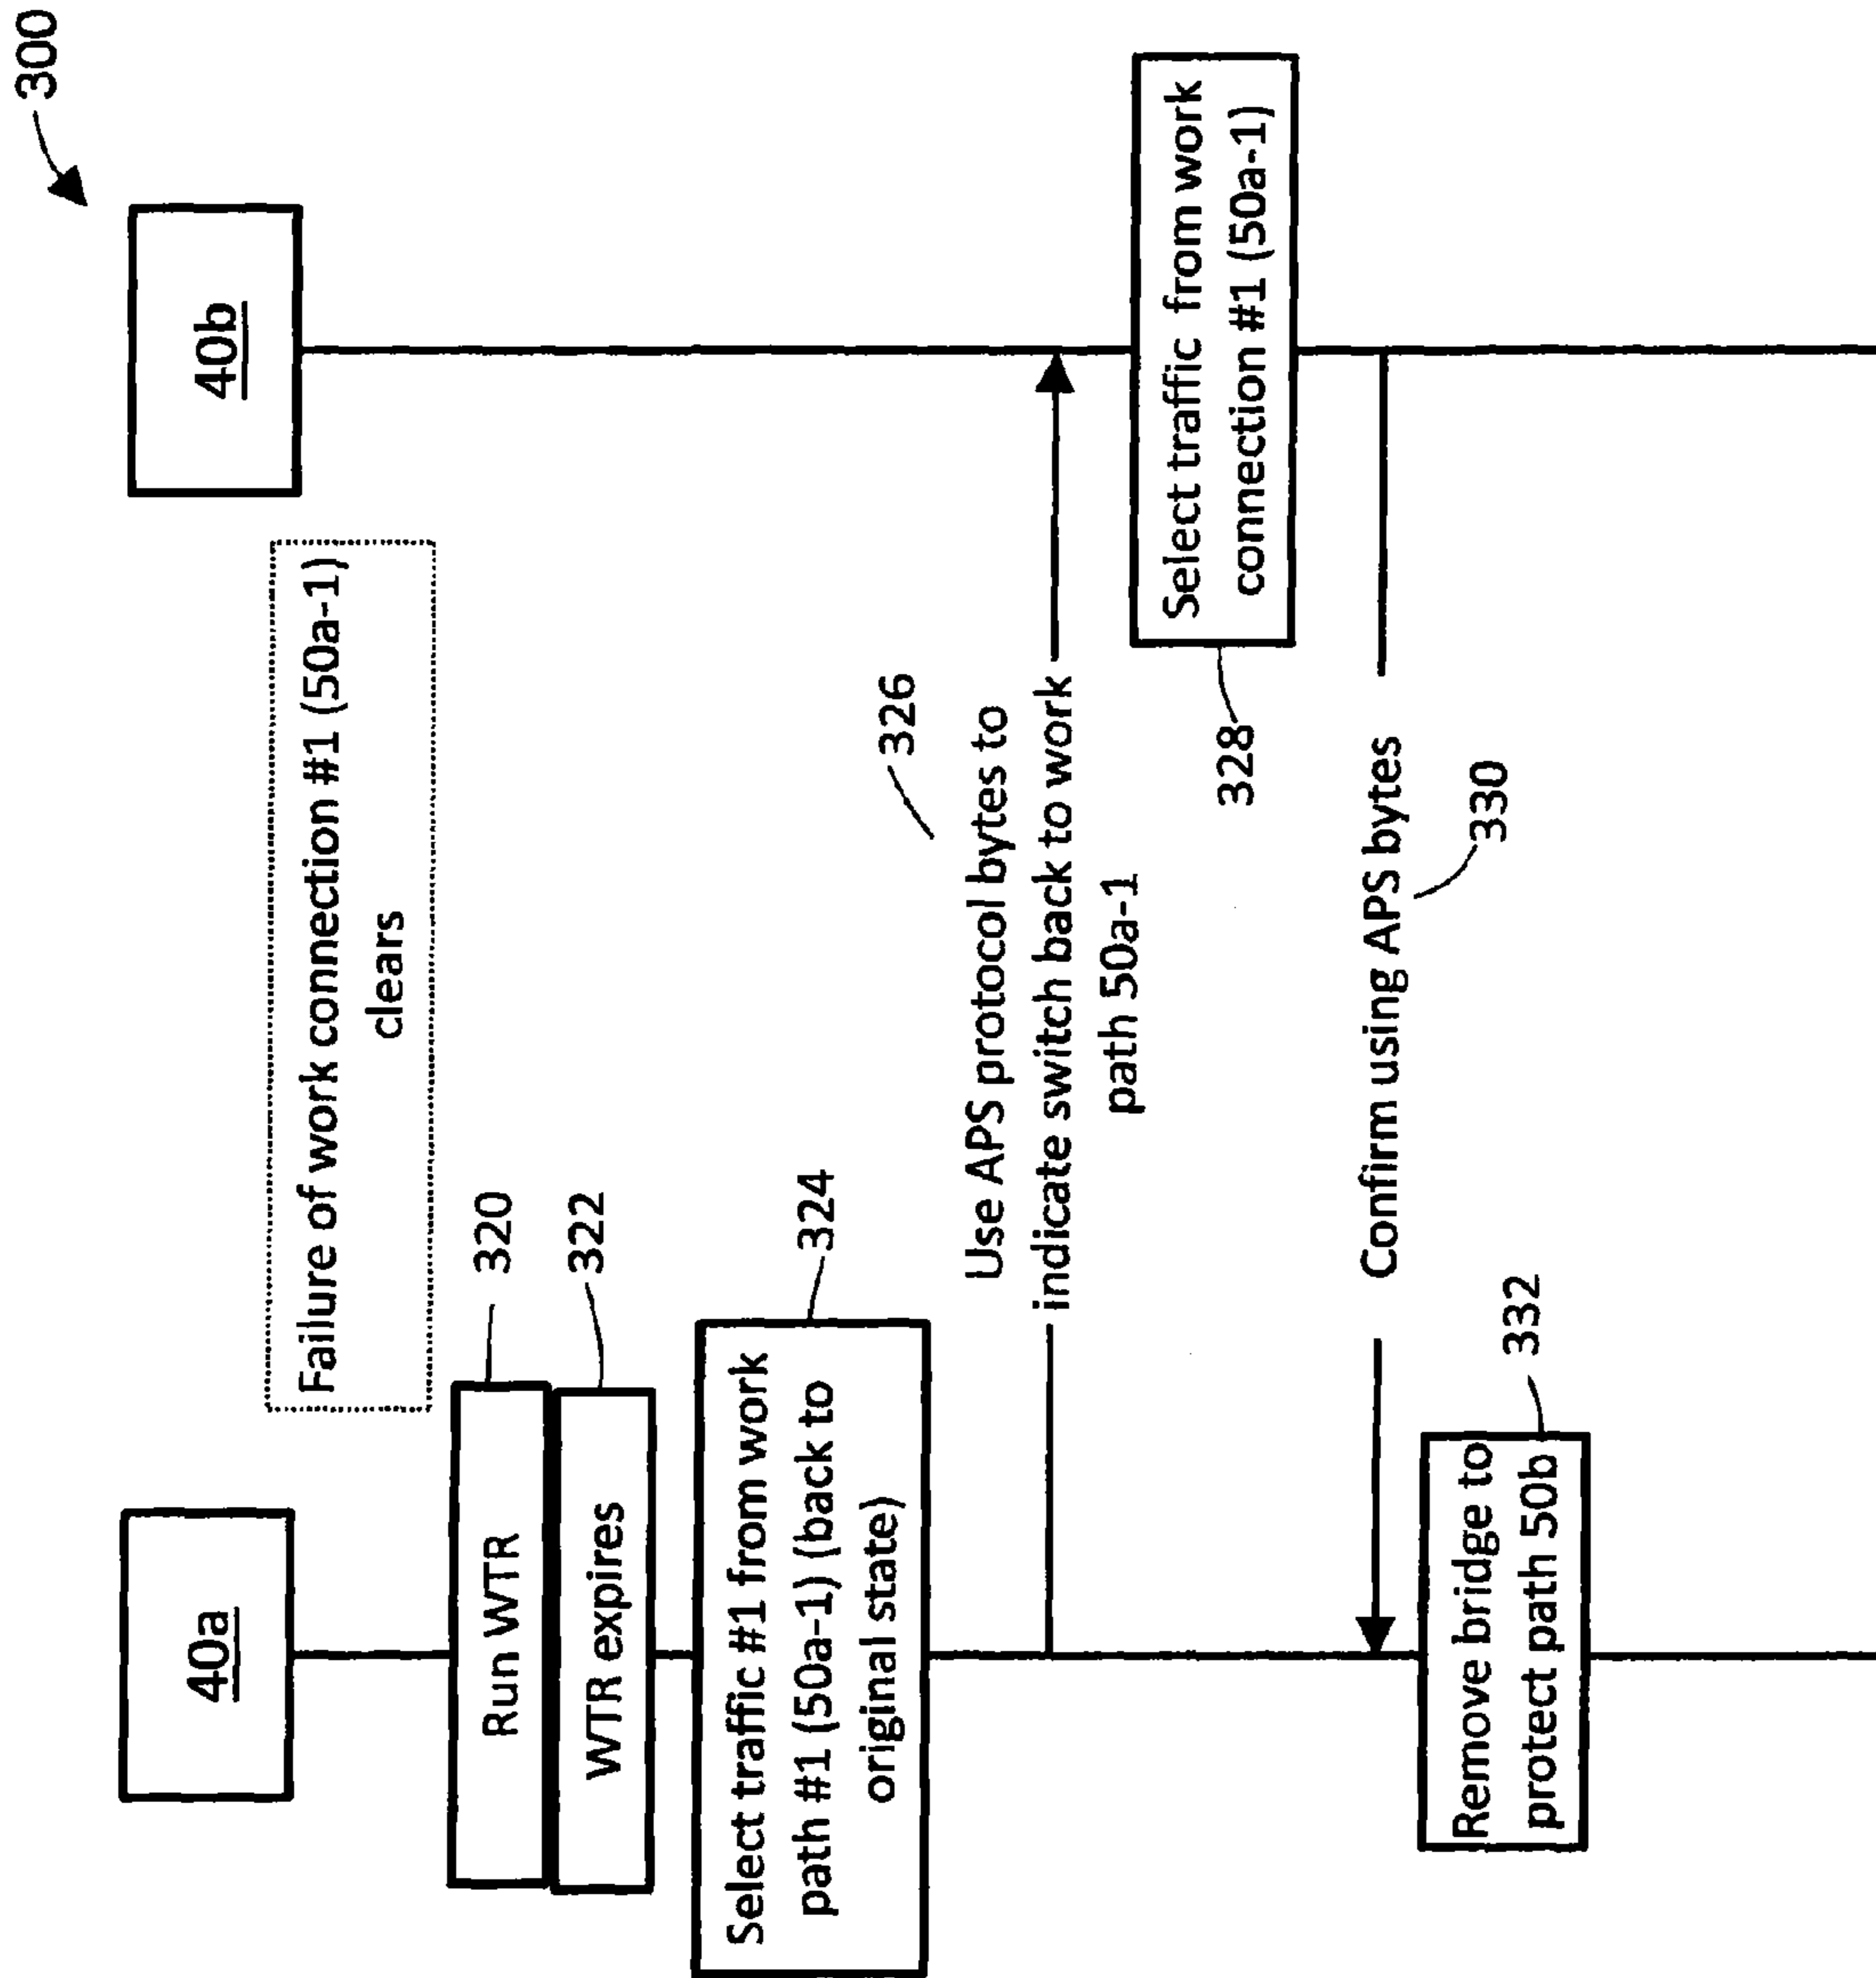 300
40a
40b
Failure of work connection #1 (50a-1)
clears
Run WTR
320
WTR expires
322
Select traffic #1 from work
path #1 (50a-1) (back to
original state)
324
326
Use APS protocol bytes to
indicate switch back to work
path 50a-1
Select traffic from work
connection #1 (50a-1)
328
Confirm using APS bytes
330
Remove bridge to
protect path 50b
332